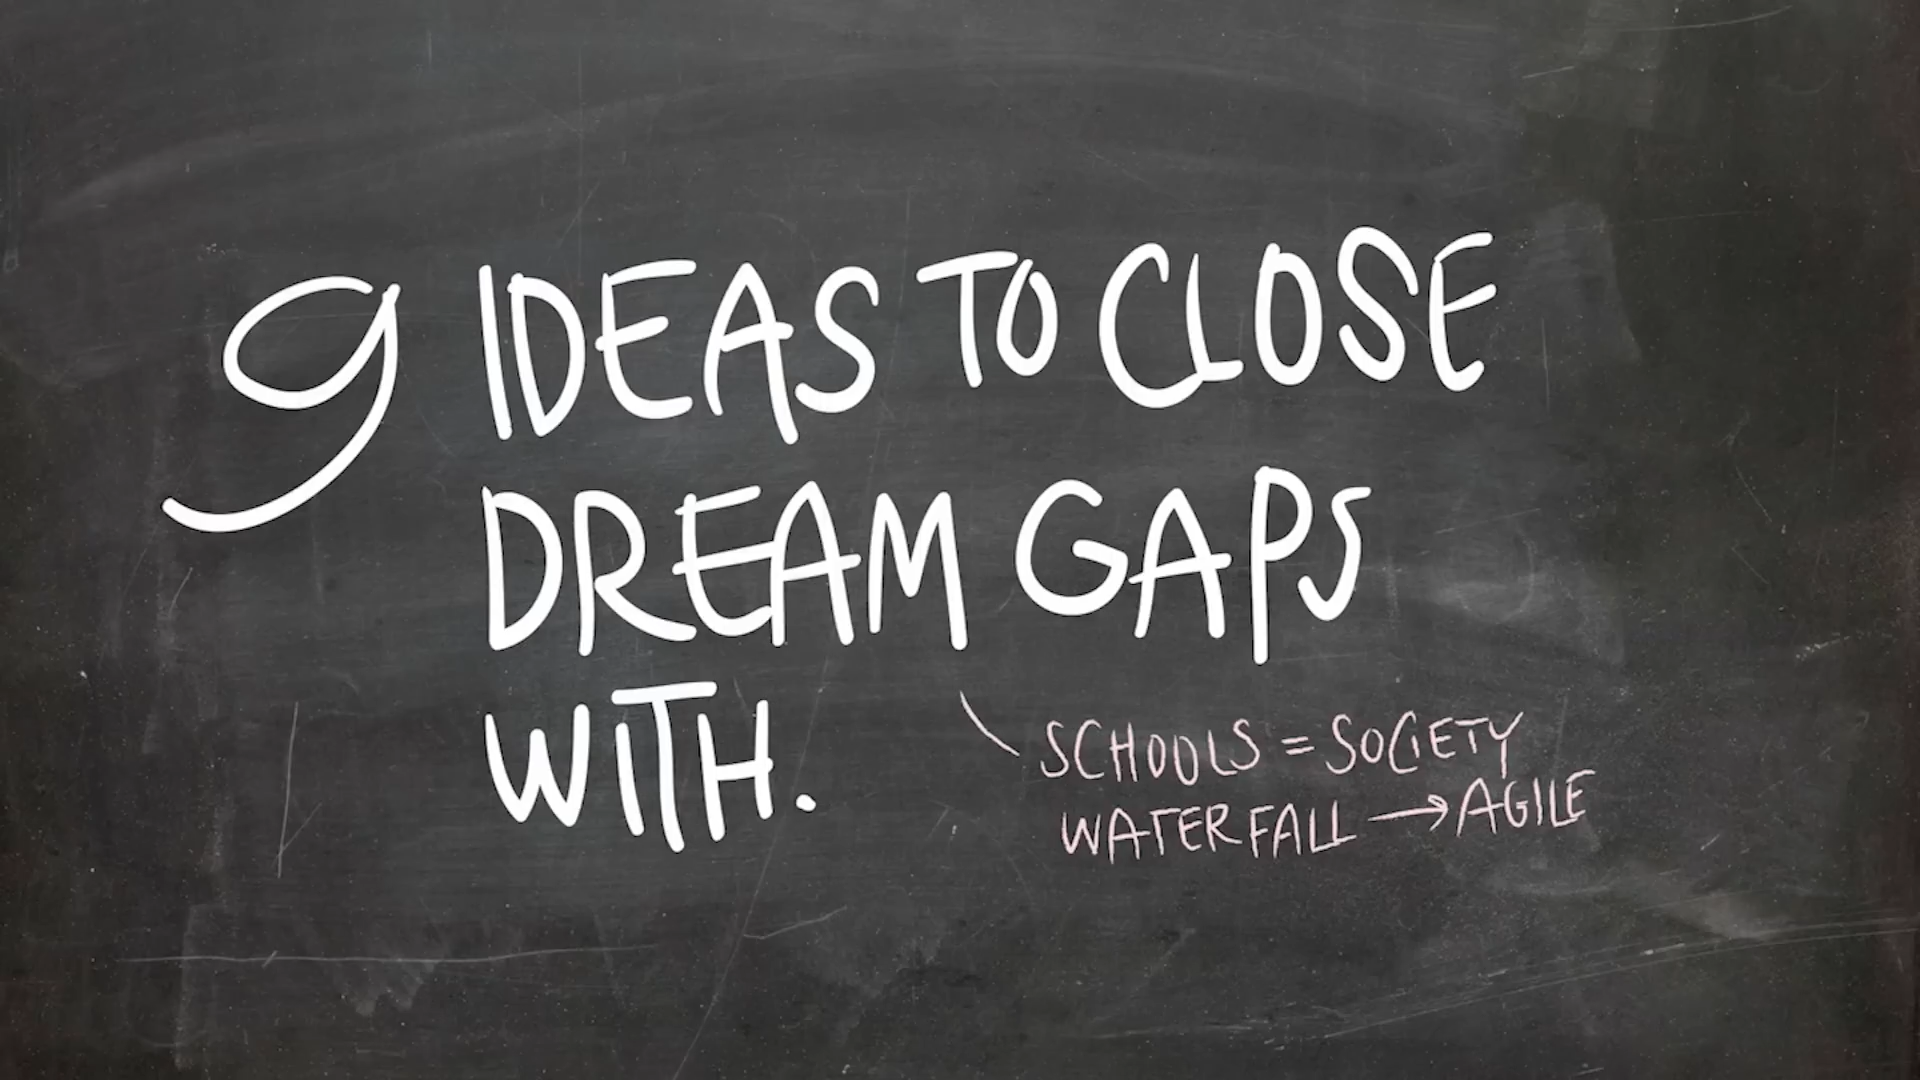 9 IDEAS TO CLOSE
DREAM GAPS
WITH.
SCHOOLS = SOCIETY
WATERFALL → AGILE